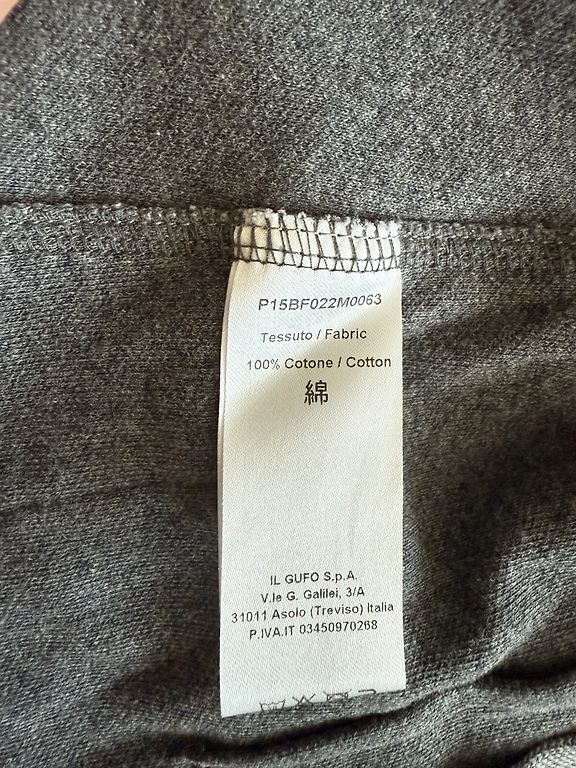 P15BF022M0063
Tessuto / Fabric
100% Cotone / Cotton
綿
IL GUFO S.p.A.
V.le G. Galilei, 3/A
31011 Asolo (Treviso) Italia
P.IVA.IT 03450970268